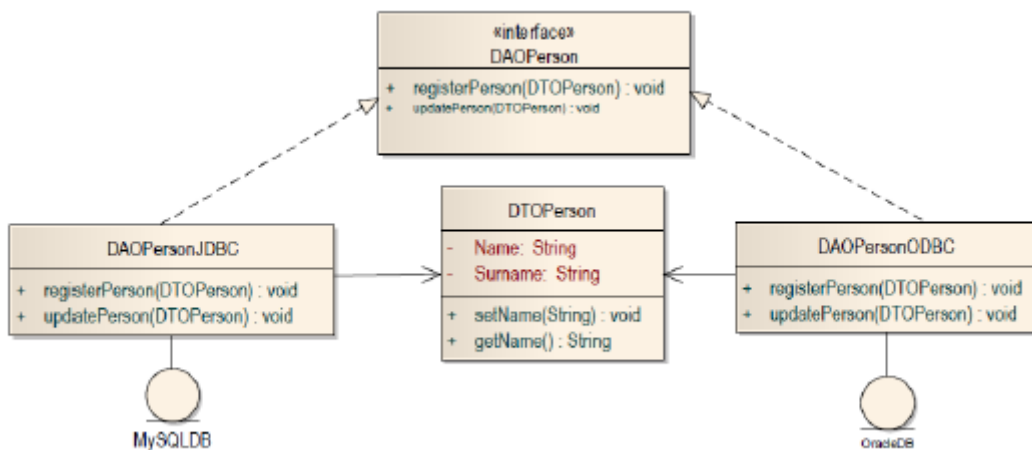 «interface»
DAOPerson
+ registerPerson(DTOPerson) : void
+ updatePerson(DTOPerson) : void
DTOPerson
- Name: String
- Surname: String
+ setName(String) : void
+ getName() : String
DAOPersonJDBC
+ registerPerson(DTOPerson) : void
+ updatePerson(DTOPerson) : void
DAOPersonODBC
+ registerPerson(DTOPerson) : void
+ updatePerson(DTOPerson) : void
MySQLDB
OracleDB